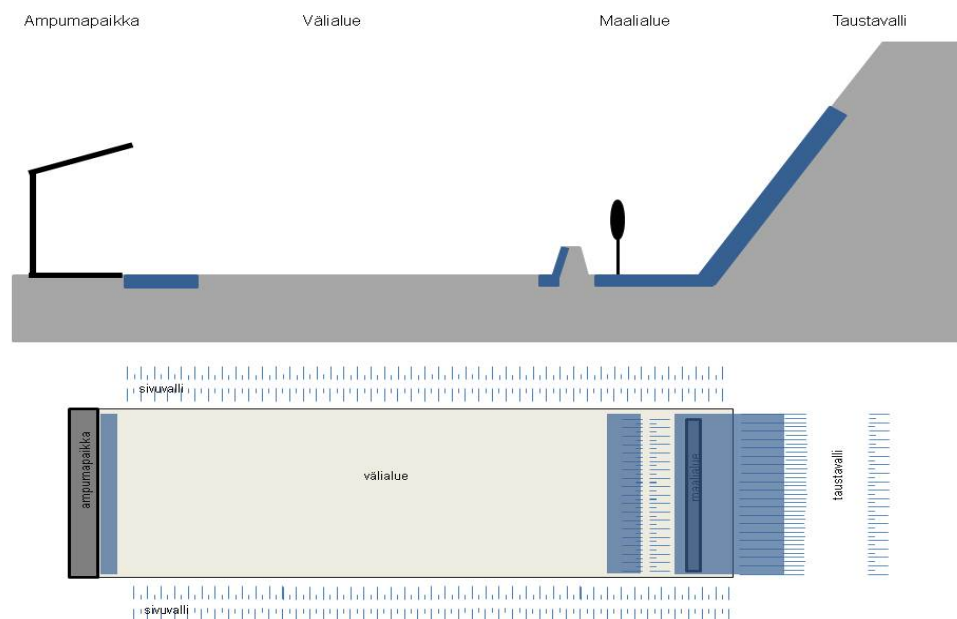 Ampumapaikka Välialue Maalialue Taustavalli
sivuvalli
ampumapaikka
välialue
maalialue
taustavalli
sivuvalli